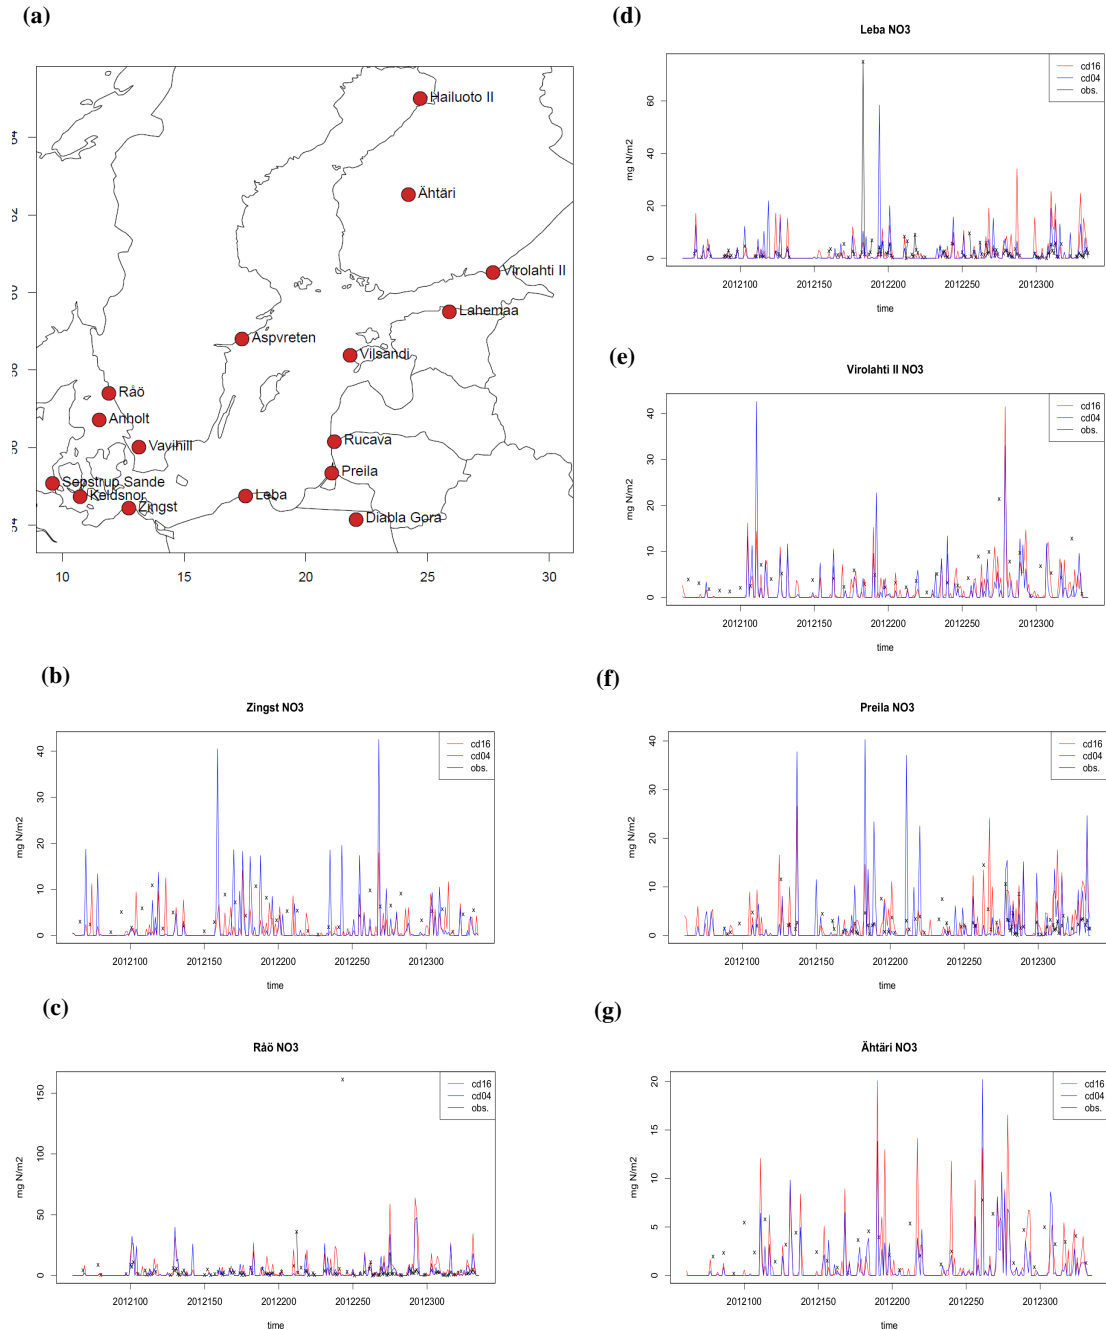 (a)
Hailuoto II
Ähtäri
Virolahti II
Lahemaa
Aspvreten
Vilsandi
Råö
Anholt
Vavihill
Rucava
Preila
Sepstrup Sande
Keldsnor
Zingst
Leba
Diabla Gora
64
62
60
58
56
54
10 15 20 25 30
(d)
Leba NO3
cd16
cd04
obs.
mg N/m2
0 20 40 60
2012100 2012150 2012200 2012250 2012300
time
(e)
Virolahti II NO3
cd16
cd04
obs.
mg N/m2
0 10 20 30 40
2012100 2012150 2012200 2012250 2012300
time
(b)
Zingst NO3
cd16
cd04
obs.
mg N/m2
0 10 20 30 40
2012100 2012150 2012200 2012250 2012300
time
(f)
Preila NO3
cd16
cd04
obs.
mg N/m2
0 10 20 30 40
2012100 2012150 2012200 2012250 2012300
time
(c)
Råö NO3
cd16
cd04
obs.
mg N/m2
0 50 100 150
2012100 2012150 2012200 2012250 2012300
time
(g)
Ähtäri NO3
cd16
cd04
obs.
mg N/m2
0 5 10 15 20
2012100 2012150 2012200 2012250 2012300
time